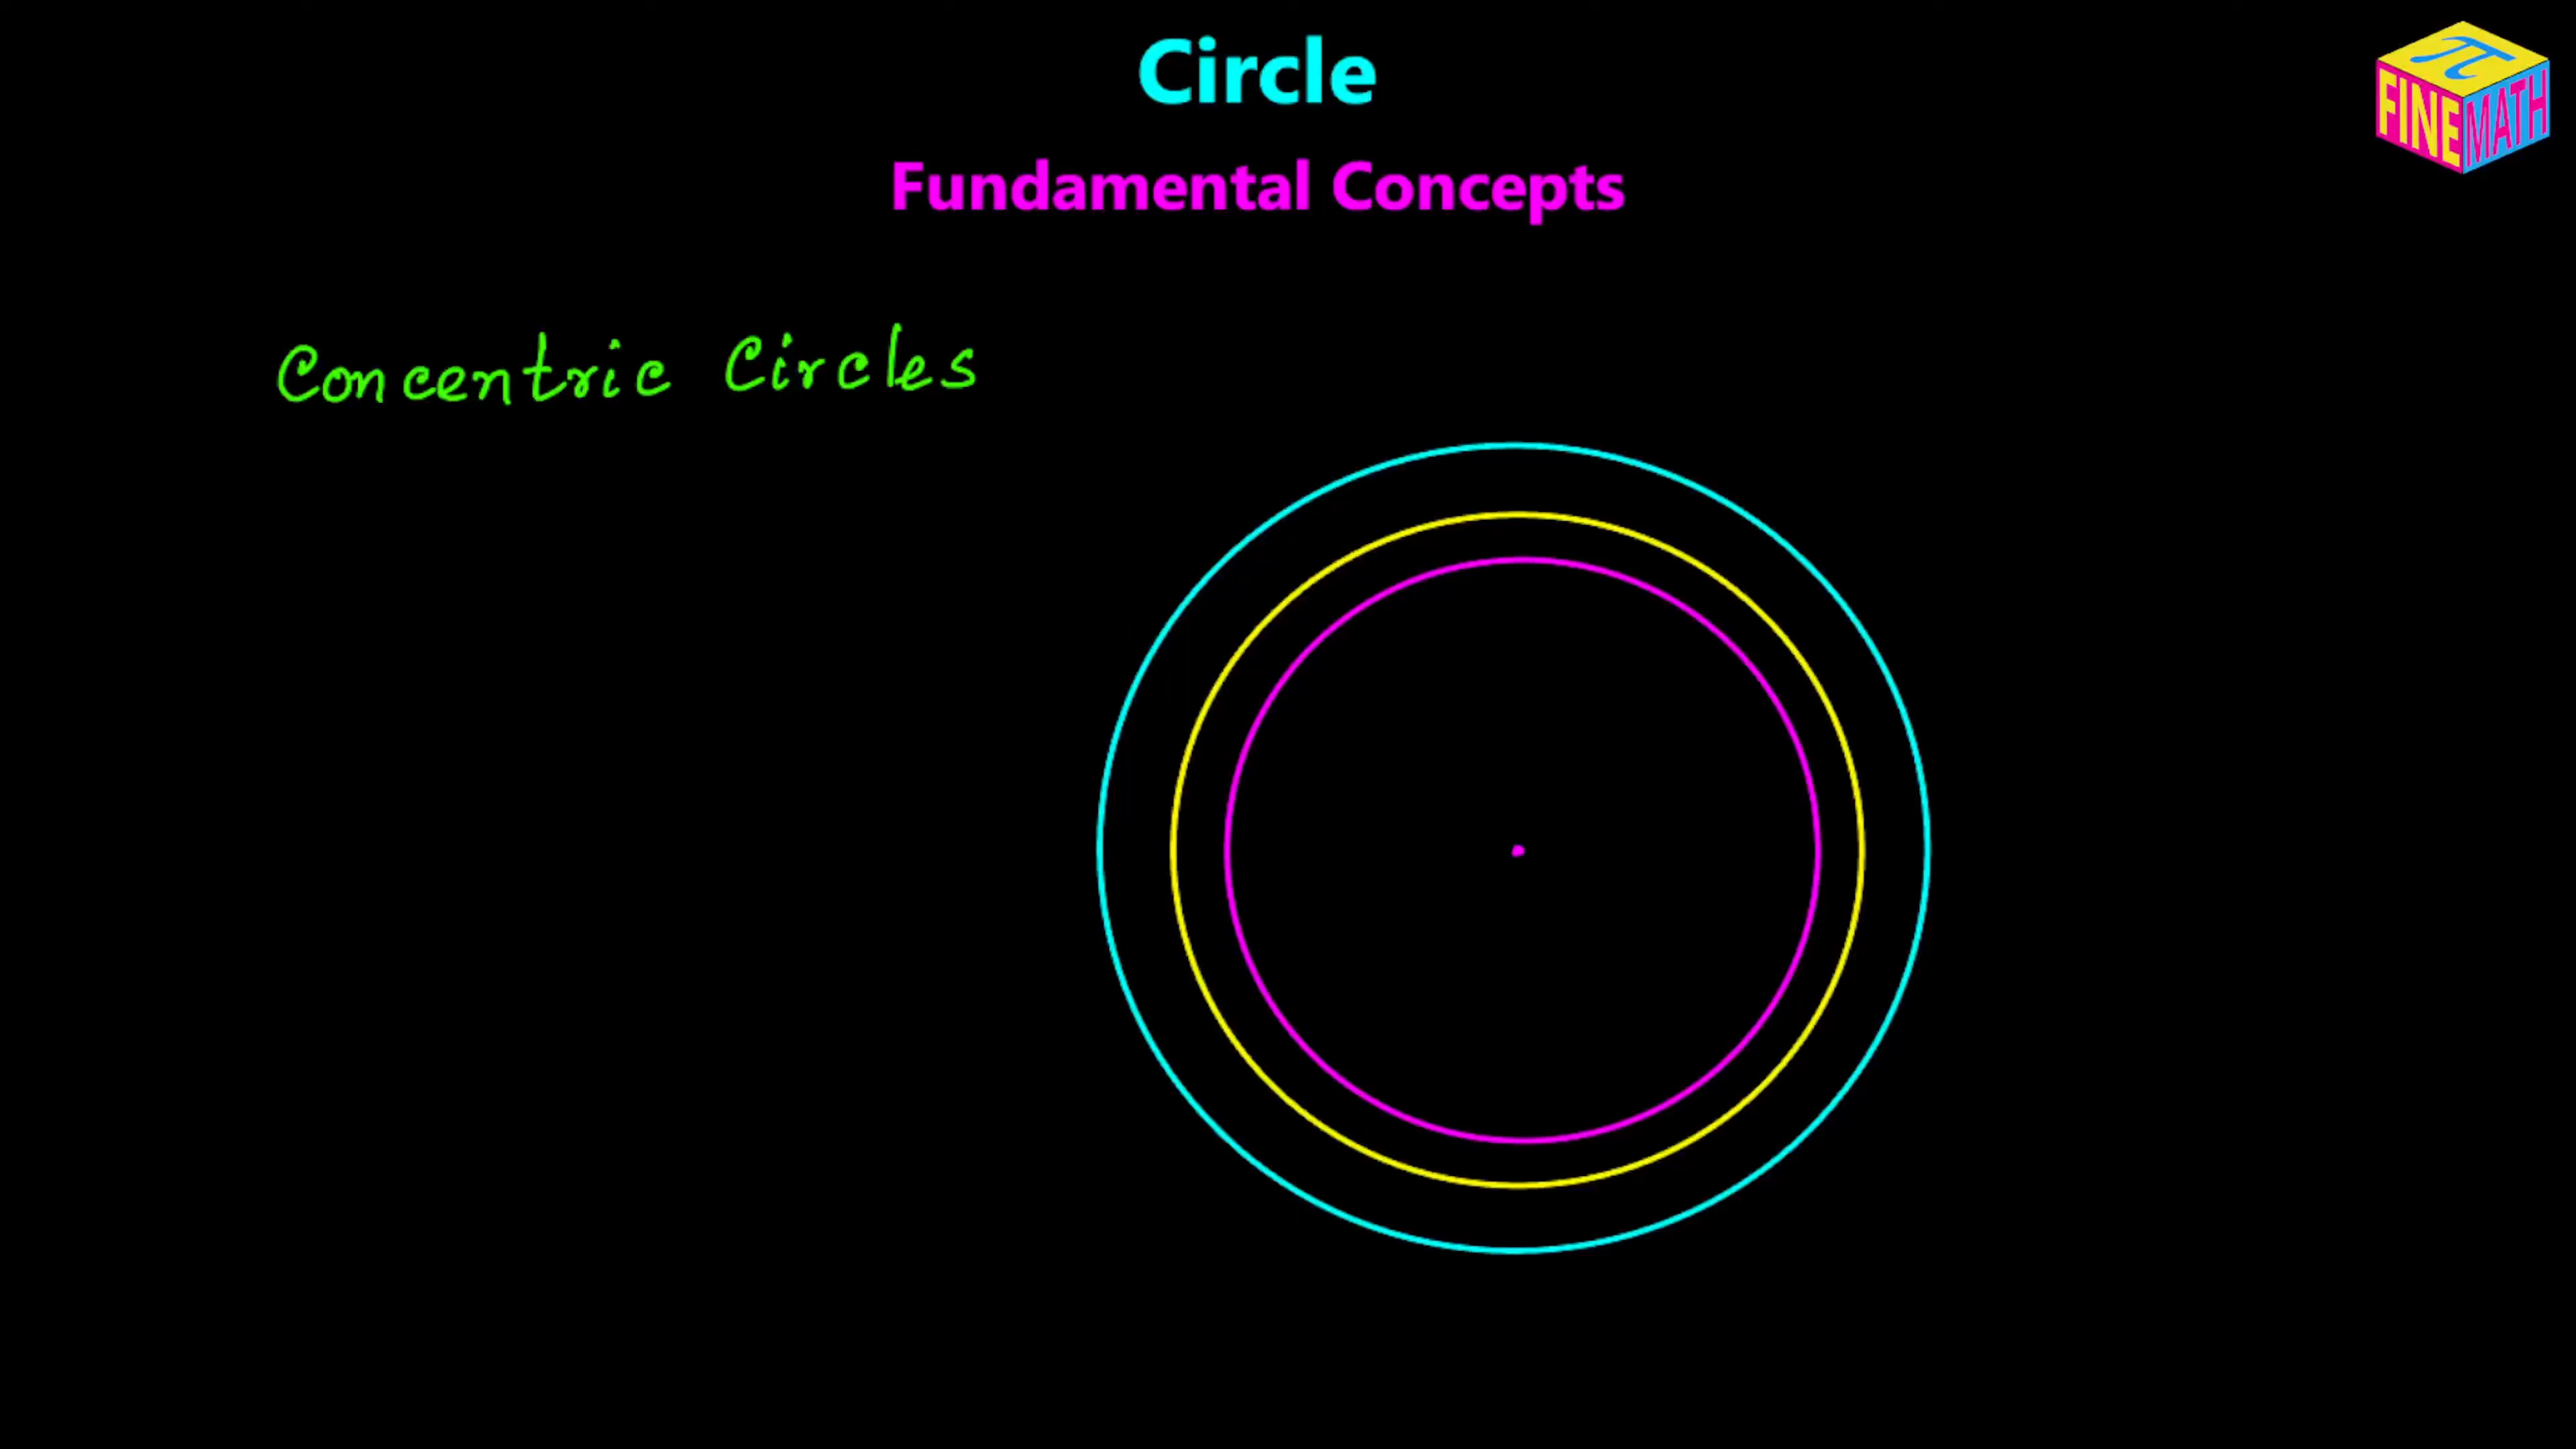 Circle
Fundamental Concepts
π
FINE MATH
Concentric Circles